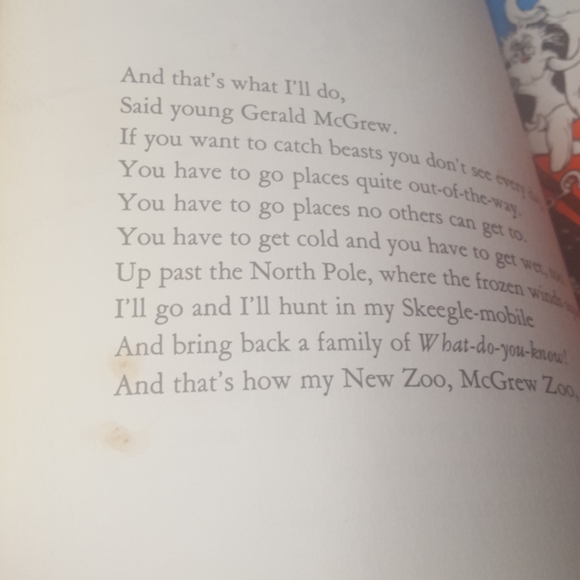 And that's what I'll do,
Said young Gerald McGrew.
If you want to catch beasts you don't see every
You have to go places quite out-of-the-way.
You have to go places no others can get to.
You have to get cold and you have to get wet, too.
Up past the North Pole, where the frozen winds
I'll go and I'll hunt in my Skeegle-mobile
And bring back a family of What-do-you-know!
And that's how my New Zoo, McGrew Zoo,